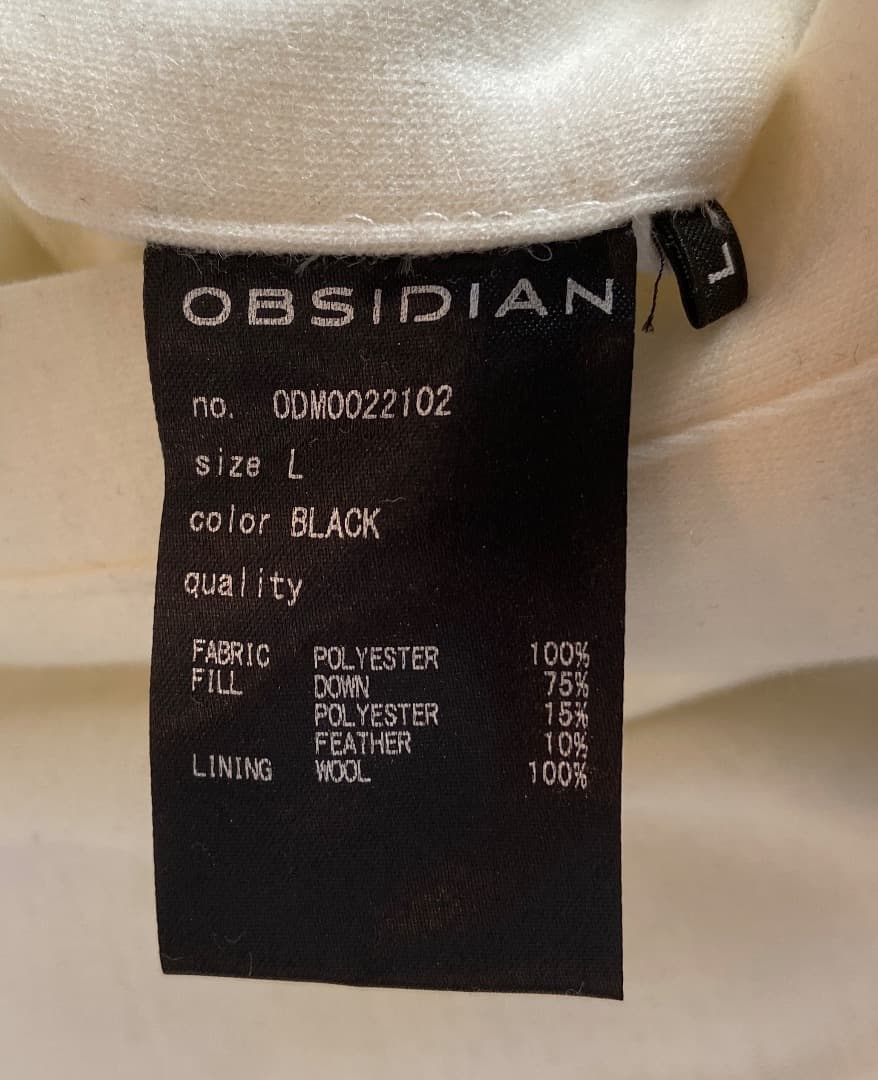 OBSIDIAN
L
no. ODM0022102
size L
color BLACK
quality
FABRIC POLYESTER 100%
FILL DOWN 75%
POLYESTER 15%
FEATHER 10%
LINING WOOL 100%